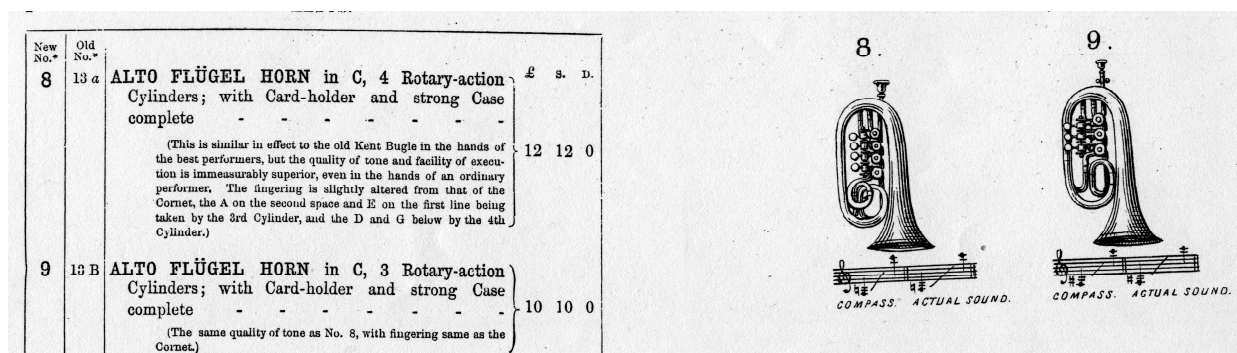 New Old
No.* No.*
8 13 a ALTO FLÜGEL HORN in C, 4 Rotary-action £ S. D.
Cylinders; with Card-holder and strong Case
complete - - - - - - -
(This is similar in effect to the old Kent Bugle in the hands of
the best performers, but the quality of tone and facility of execu-
tion is immeasurably superior, even in the hands of an ordinary
performer. The fingering is slightly altered from that of the
Cornet, the A on the second space and E on the first line being
taken by the 3rd Cylinder, and the D and G below by the 4th
Cylinder.)
12 12 0
9 13 B ALTO FLÜGEL HORN in C, 3 Rotary-action
Cylinders; with Card-holder and strong Case
complete - - - - - - - 10 10 0
(The same quality of tone as No. 8, with fingering same as the
Cornet.)
8.
COMPASS. ACTUAL SOUND.
9.
COMPASS. ACTUAL SOUND.